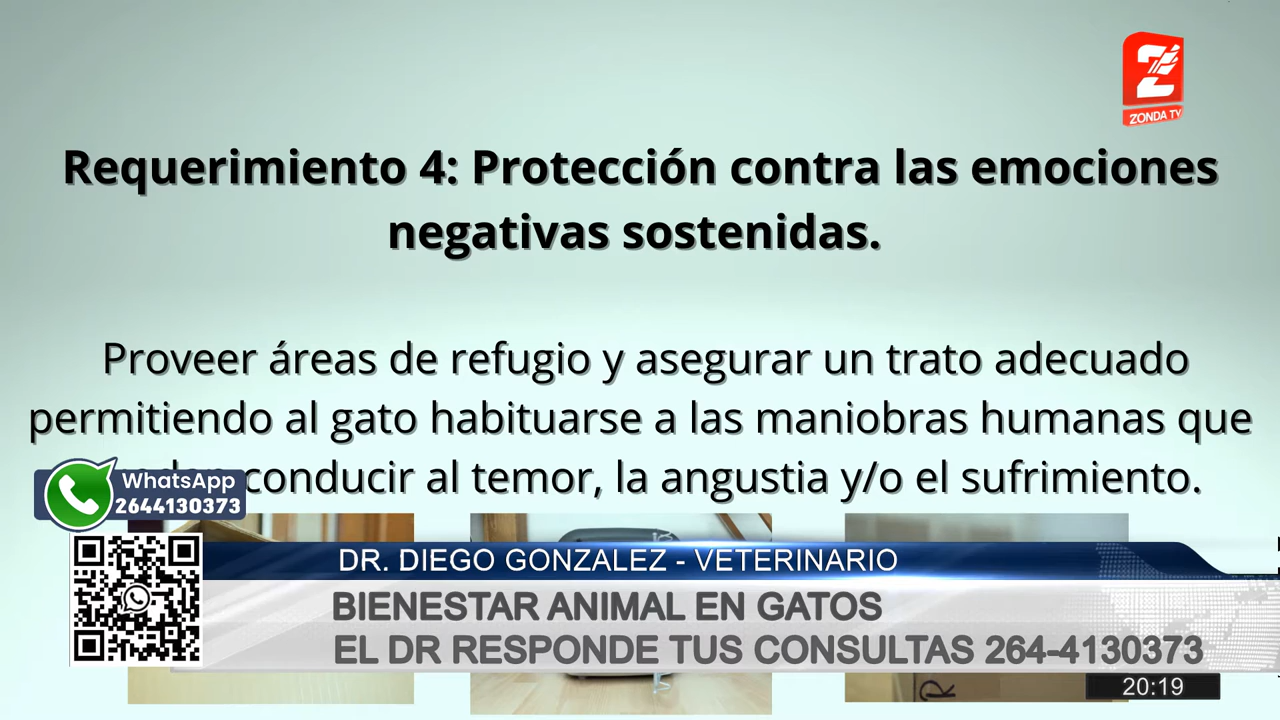 ZONDA TV
Requerimiento 4: Protección contra las emociones
negativas sostenidas.
Proveer áreas de refugio y asegurar un trato adecuado
permitiendo al gato habituarse a las maniobras humanas que
conducir al temor, la angustia y/o el sufrimiento.
WhatsApp
2644130373
DR. DIEGO GONZALEZ - VETERINARIO
BIENESTAR ANIMAL EN GATOS
EL DR RESPONDE TUS CONSULTAS 264-4130373
R
20:19